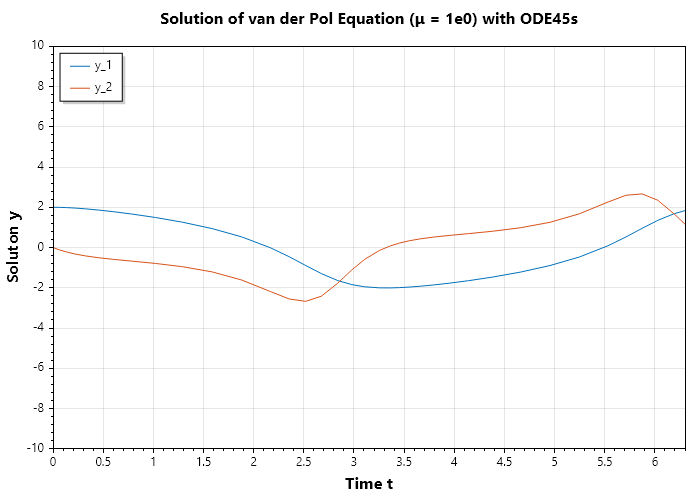 Solution of van der Pol Equation (μ = 1e0) with ODE45s
y_1
y_2
10
8
6
4
2
0
-2
-4
-6
-8
-10
Soluton y
0 0.5 1 1.5 2 2.5 3 3.5 4 4.5 5 5.5 6
Time t